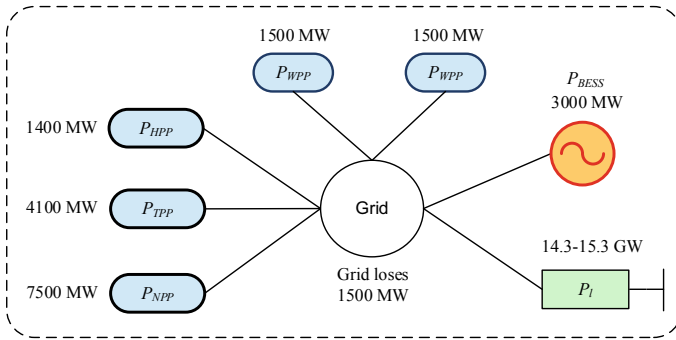 1500 MW
1500 MW
P_WPP
P_WPP
P_BESS
3000 MW
1400 MW
P_HPP
4100 MW
P_TPP
Grid
14.3-15.3 GW
Grid loses
1500 MW
7500 MW
P_NPP
P_l